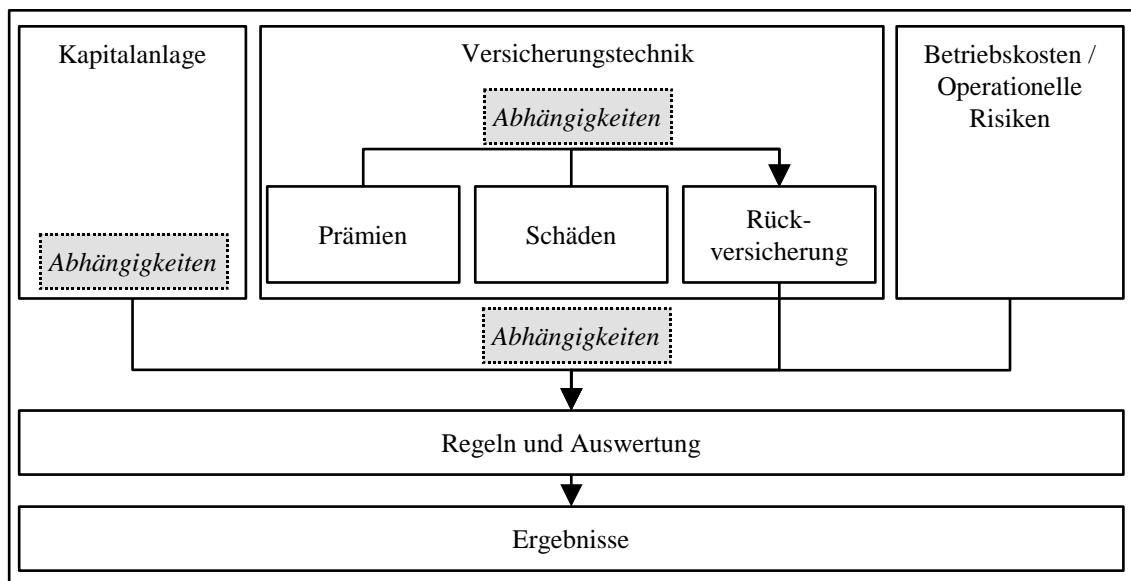 Kapitalanlage
Abhängigkeiten
Versicherungstechnik
Abhängigkeiten
Prämien
Schäden
Rück-
versicherung
Betriebskosten /
Operationelle
Risiken
Abhängigkeiten
Regeln und Auswertung
Ergebnisse